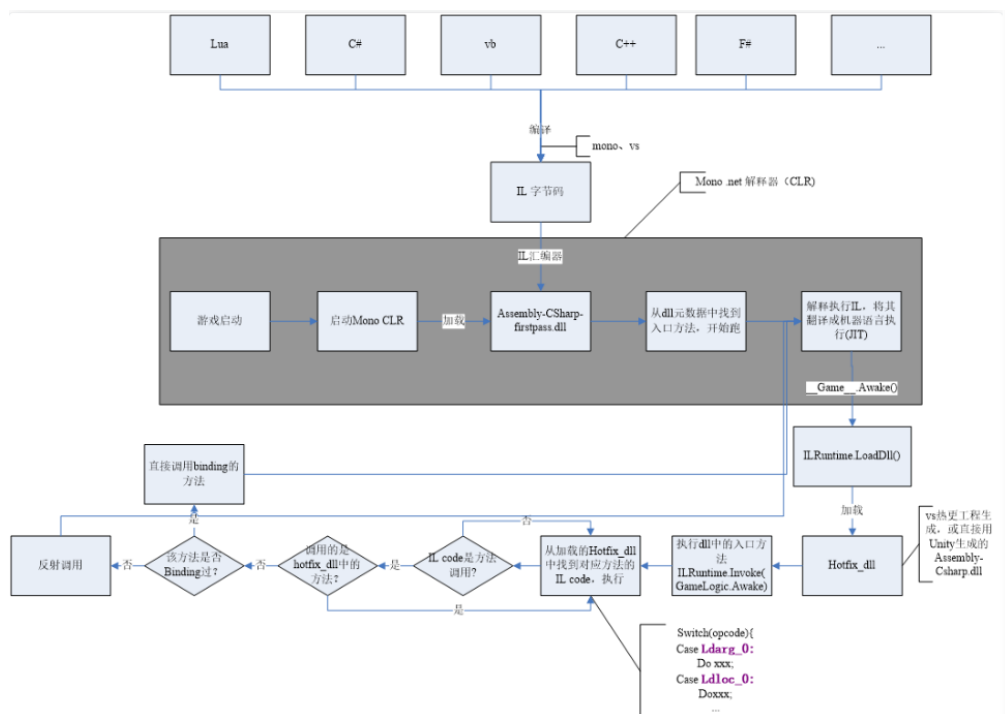 Lua
C#
vb
C++
F#
...
编译
mono、vs
IL 字节码
Mono .net 解释器（CLR)
IL汇编器
游戏启动
启动Mono CLR
加载
Assembly-CSharp-
firstpass.dll
从dll元数据中找到
入口方法，开始跑
解释执行IL，将其
翻译成机器语言执
行(JIT)
__Game__.Awake()
ILRuntime.LoadDll()
加载
直接调用binding的
方法
是
否
反射调用
否
该方法是否
Binding过？
否
调用的是
hotfix_dll中的
方法？
是
IL code是方法
调用？
从加载的Hotfix_dll
中找到对应方法的
IL code，执行
执行dll中的入口方
法
ILRuntime.Invoke(
GameLogic.Awake)
Hotfix_dll
vs热更工程生
成，或直接用
Unity生成的
Assembly-
Csharp.dll
是
Switch(opcode){
Case Ldarg_0:
Do xxx;
Case Ldloc_0:
Doxxx;
...